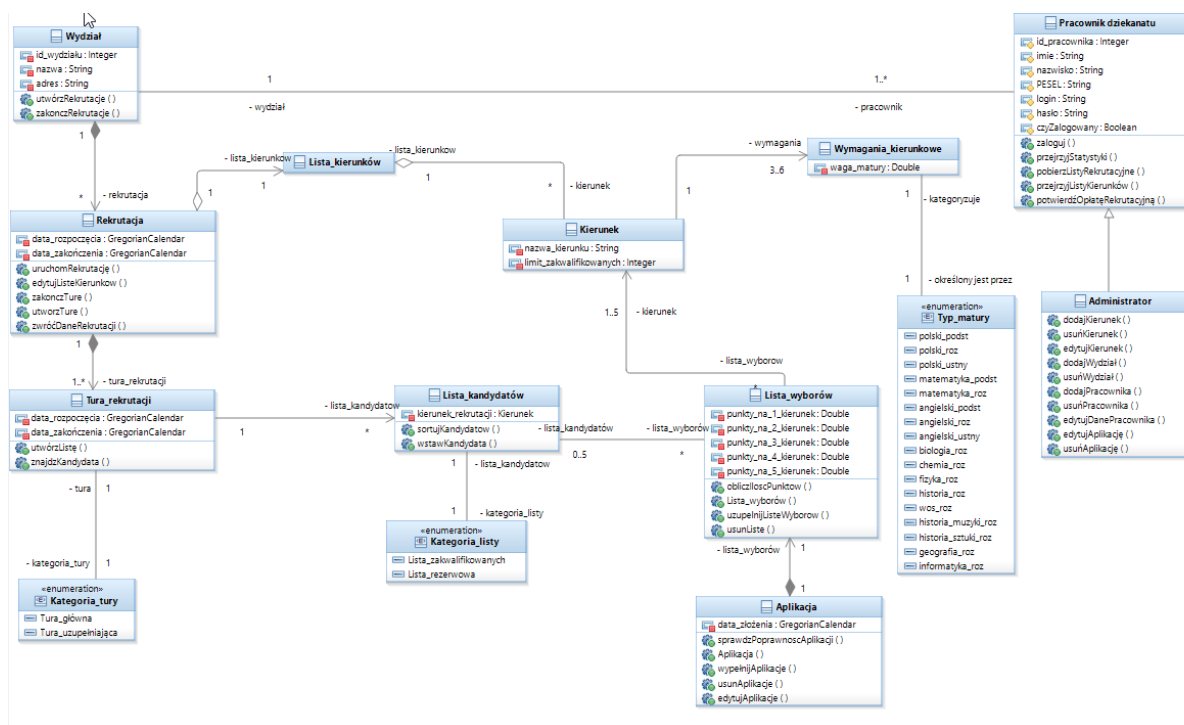 Wydział
id_wydziału : Integer
nazwa : String
adres : String
utwórzRekrutacje ( )
zakonczRekrutacje ( )
Pracownik dziekanatu
id_pracownika : Integer
imie : String
nazwisko : String
PESEL : String
login : String
hasło : String
czyZalogowany : Boolean
zaloguj ( )
przejrzyjStatystyki ( )
pobierzListyRekrutacyjne ( )
przejrzyjListyKierunków ( )
potwierdźOpłatęRekrutacyjną ( )
1
1..*
- wydział
- pracownik
1
*
- rekrutacja
- lista_kierunkow
1
1
Lista_kierunków
- lista_kierunkow
1
*
- kierunek
- wymagania
3..6
1
Wymagania_kierunkowe
waga_matury : Double
1
- kategoryzuje
1
- określony jest przez
Rekrutacja
data_rozpoczęcia : GregorianCalendar
data_zakończenia : GregorianCalendar
uruchomRekrutację ( )
edytujListeKierunkow ( )
zakonczTure ( )
utworzTure ( )
zwróćDaneRekrutacji ( )
Kierunek
nazwa_kierunku : String
limit_zakwalifikowanych : Integer
1..5
- kierunek
- lista_wyborow
*
«enumeration»
Typ_matury
polski_podst
polski_roz
polski_ustny
matematyka_podst
matematyka_roz
angielski_podst
angielski_roz
angielski_ustny
biologia_roz
chemia_roz
fizyka_roz
historia_roz
wos_roz
historia_muzyki_roz
historia_sztuki_roz
geografia_roz
informatyka_roz
Administrator
dodajKierunek ( )
usuńKierunek ( )
edytujKierunek ( )
dodajWydział ( )
usuńWydział ( )
dodajPracownika ( )
usuńPracownika ( )
edytujDanePracownika ( )
edytujAplikację ( )
usuńAplikację ( )
1
1..*
- tura_rekrutacji
Tura_rekrutacji
data_rozpoczęcia : GregorianCalendar
data_zakończenia : GregorianCalendar
utwórzListę ( )
znajdzKandydata ( )
- lista_kandydatow
1
*
Lista_kandydatów
kierunek_rekrutacji : Kierunek
sortujKandydatow ( )
wstawKandydata ( )
- lista_kandydatów
- lista_wyborów
0..5
*
Lista_wyborów
punkty_na_1_kierunek : Double
punkty_na_2_kierunek : Double
punkty_na_3_kierunek : Double
punkty_na_4_kierunek : Double
punkty_na_5_kierunek : Double
obliczIloscPunktow ( )
Lista_wyborów ( )
uzupelnijListeWyborow ( )
usunListe ( )
1
- lista_kandydatow
1
- kategoria_listy
«enumeration»
Kategoria_listy
Lista_zakwalifikowanych
Lista_rezerwowa
- tura
1
- kategoria_tury
1
«enumeration»
Kategoria_tury
Tura_główna
Tura_uzupełniająca
- lista_wyborów
1
1
Aplikacja
data_złożenia : GregorianCalendar
sprawdzPoprawnoscAplikacji ( )
Aplikacja ( )
wypełnijAplikacje ( )
usunAplikacje ( )
edytujAplikacje ( )